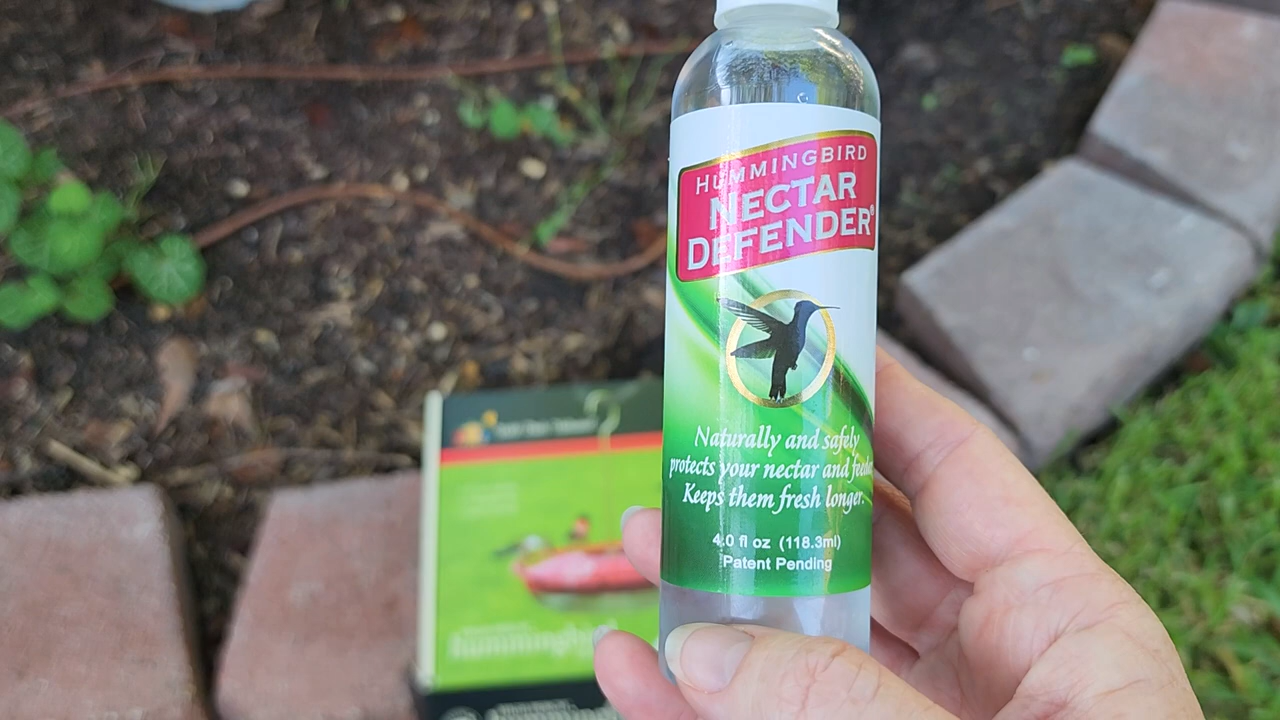 HUMMINGBIRD
NECTAR
DEFENDER®
Naturally and safely
protects your nectar and
Keeps them fresh longer.
4.0 fl oz (118.3ml)
Patent Pending